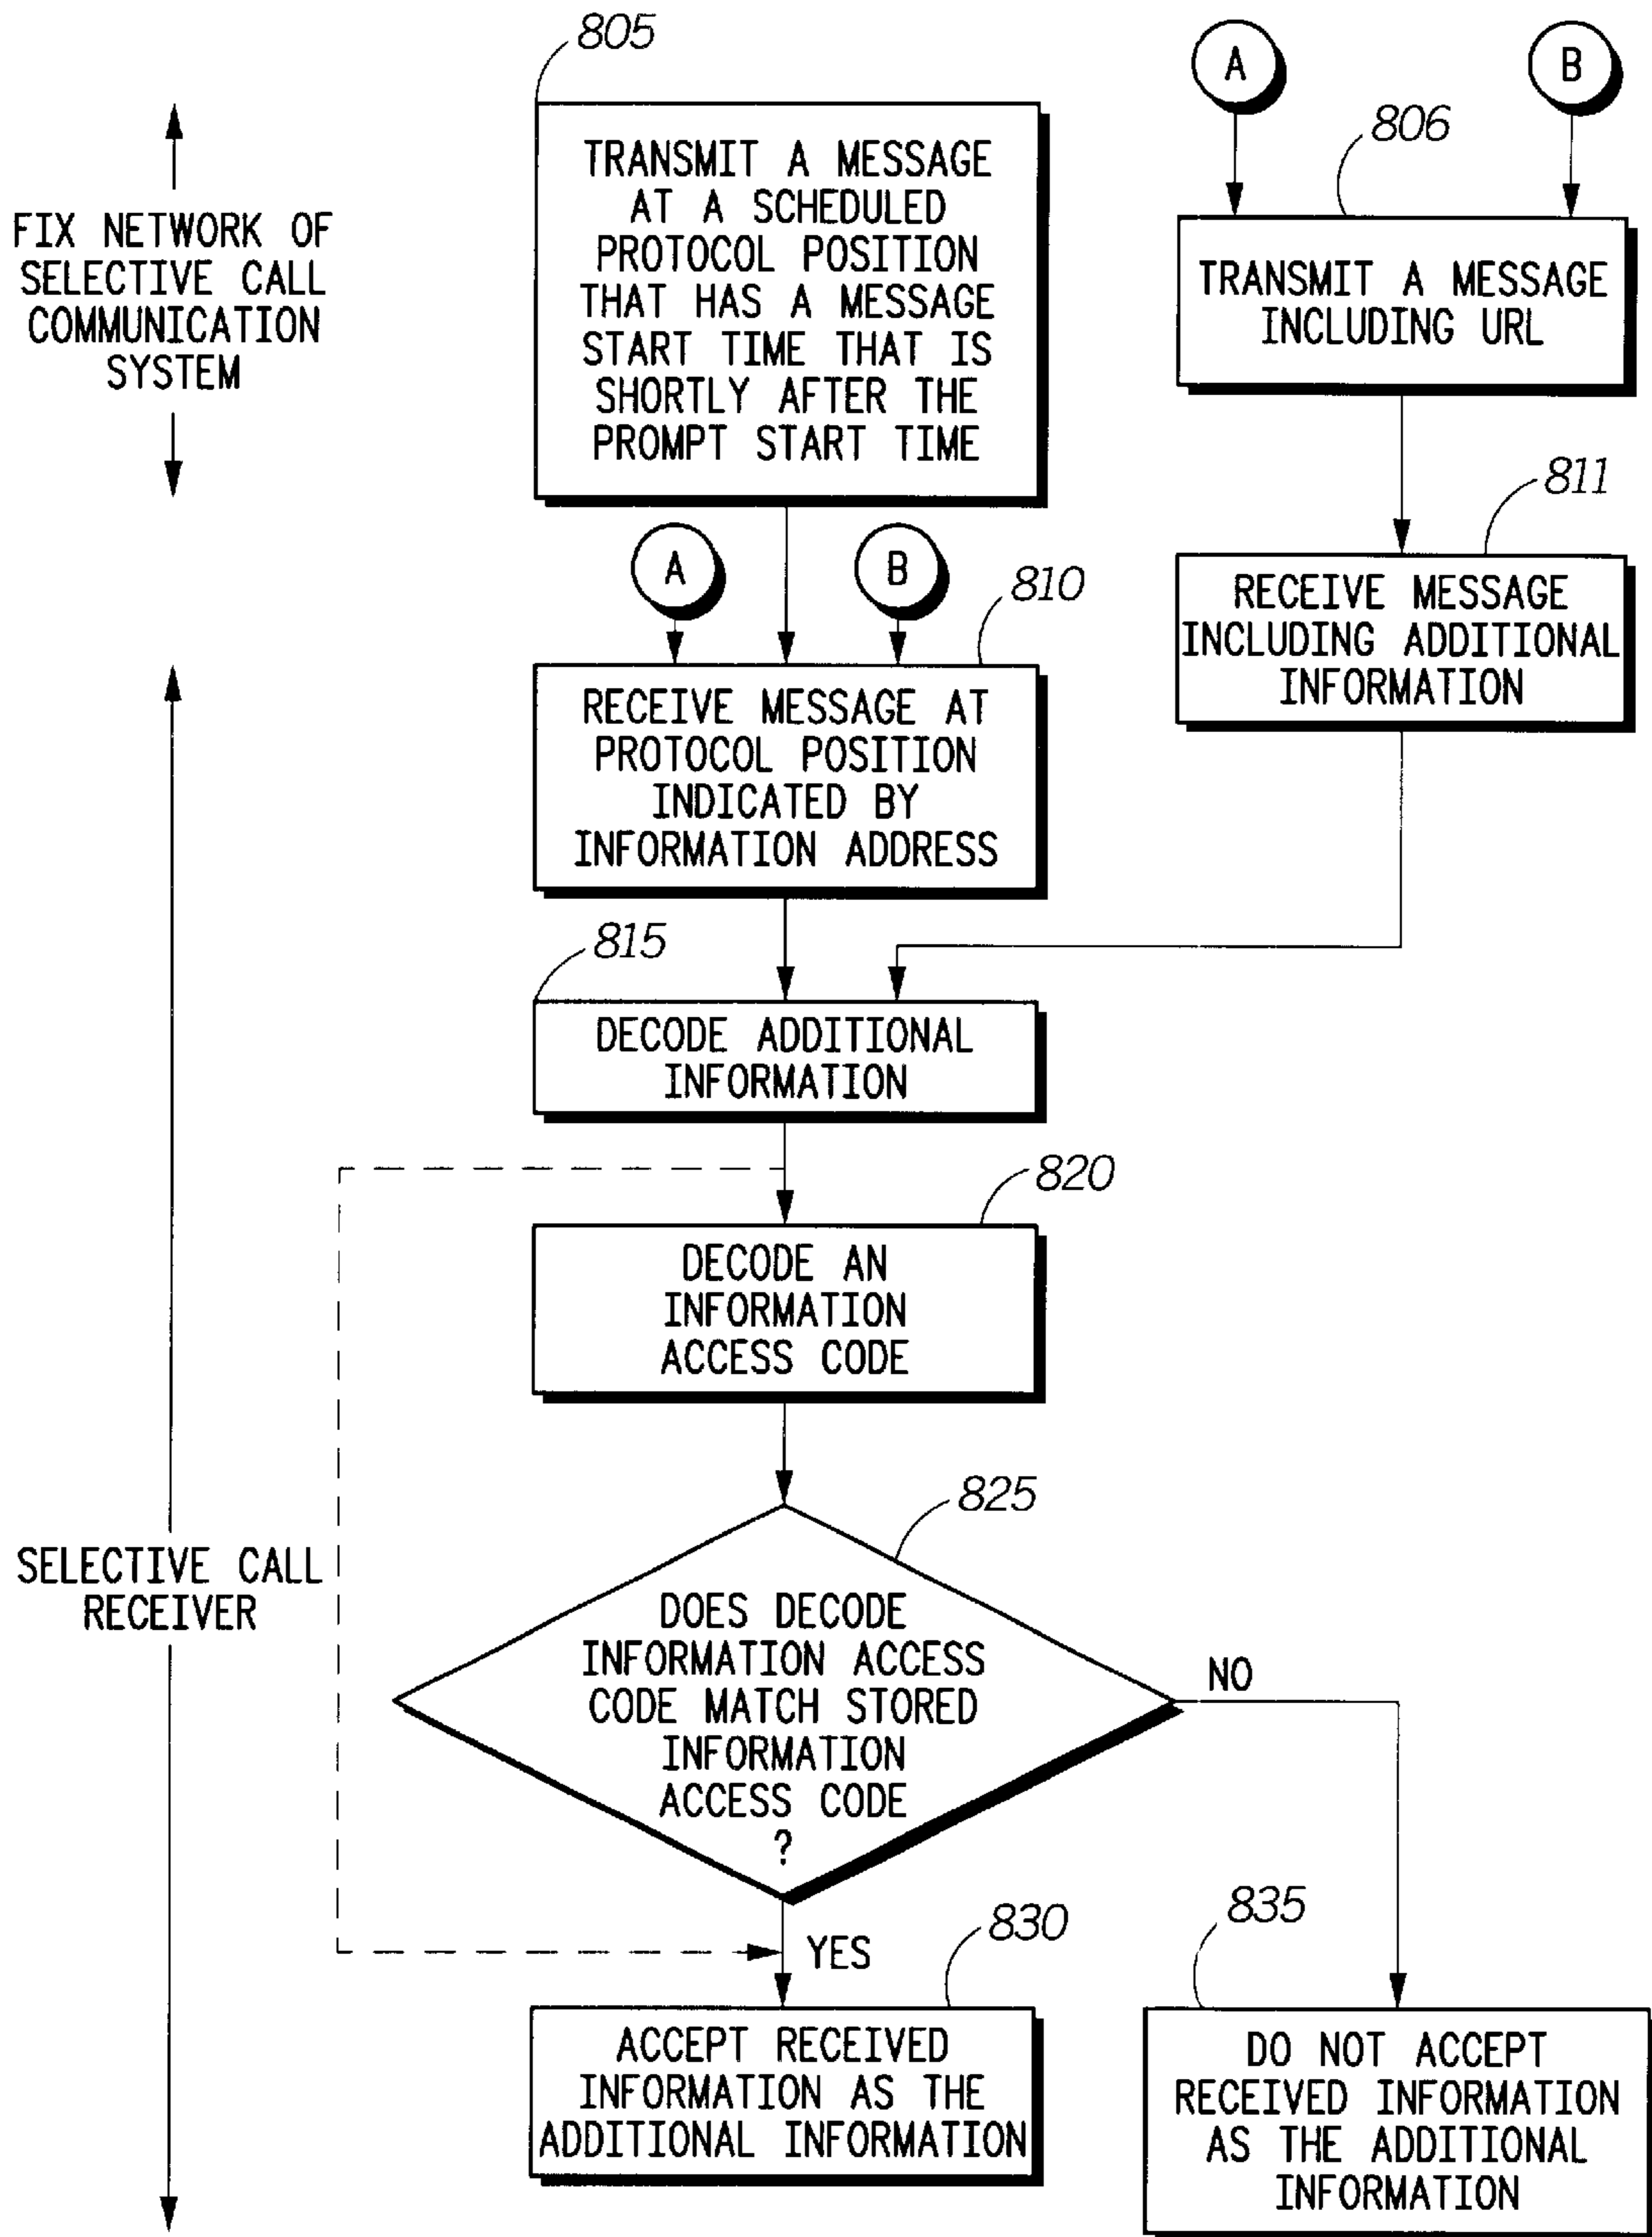 805
A
B
TRANSMIT A MESSAGE
AT A SCHEDULED
PROTOCOL POSITION
THAT HAS A MESSAGE
START TIME THAT IS
SHORTLY AFTER THE
PROMPT START TIME
806
FIX NETWORK OF
SELECTIVE CALL
COMMUNICATION
SYSTEM
TRANSMIT A MESSAGE
INCLUDING URL
811
A
B
810
RECEIVE MESSAGE
INCLUDING ADDITIONAL
INFORMATION
RECEIVE MESSAGE AT
PROTOCOL POSITION
INDICATED BY
INFORMATION ADDRESS
815
DECODE ADDITIONAL
INFORMATION
820
DECODE AN
INFORMATION
ACCESS CODE
825
SELECTIVE CALL
RECEIVER
DOES DECODE
INFORMATION ACCESS
CODE MATCH STORED
INFORMATION
ACCESS CODE
?
NO
YES
830
835
ACCEPT RECEIVED
INFORMATION AS THE
ADDITIONAL INFORMATION
DO NOT ACCEPT
RECEIVED INFORMATION
AS THE ADDITIONAL
INFORMATION